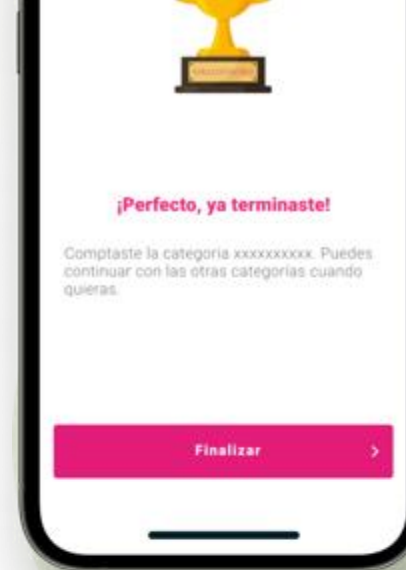 ¡Perfecto, ya terminaste!
Comptaste la categoria xxxxxxxxxx. Puedes
continuar con las otras categorias cuando
quieras.
Finalizar